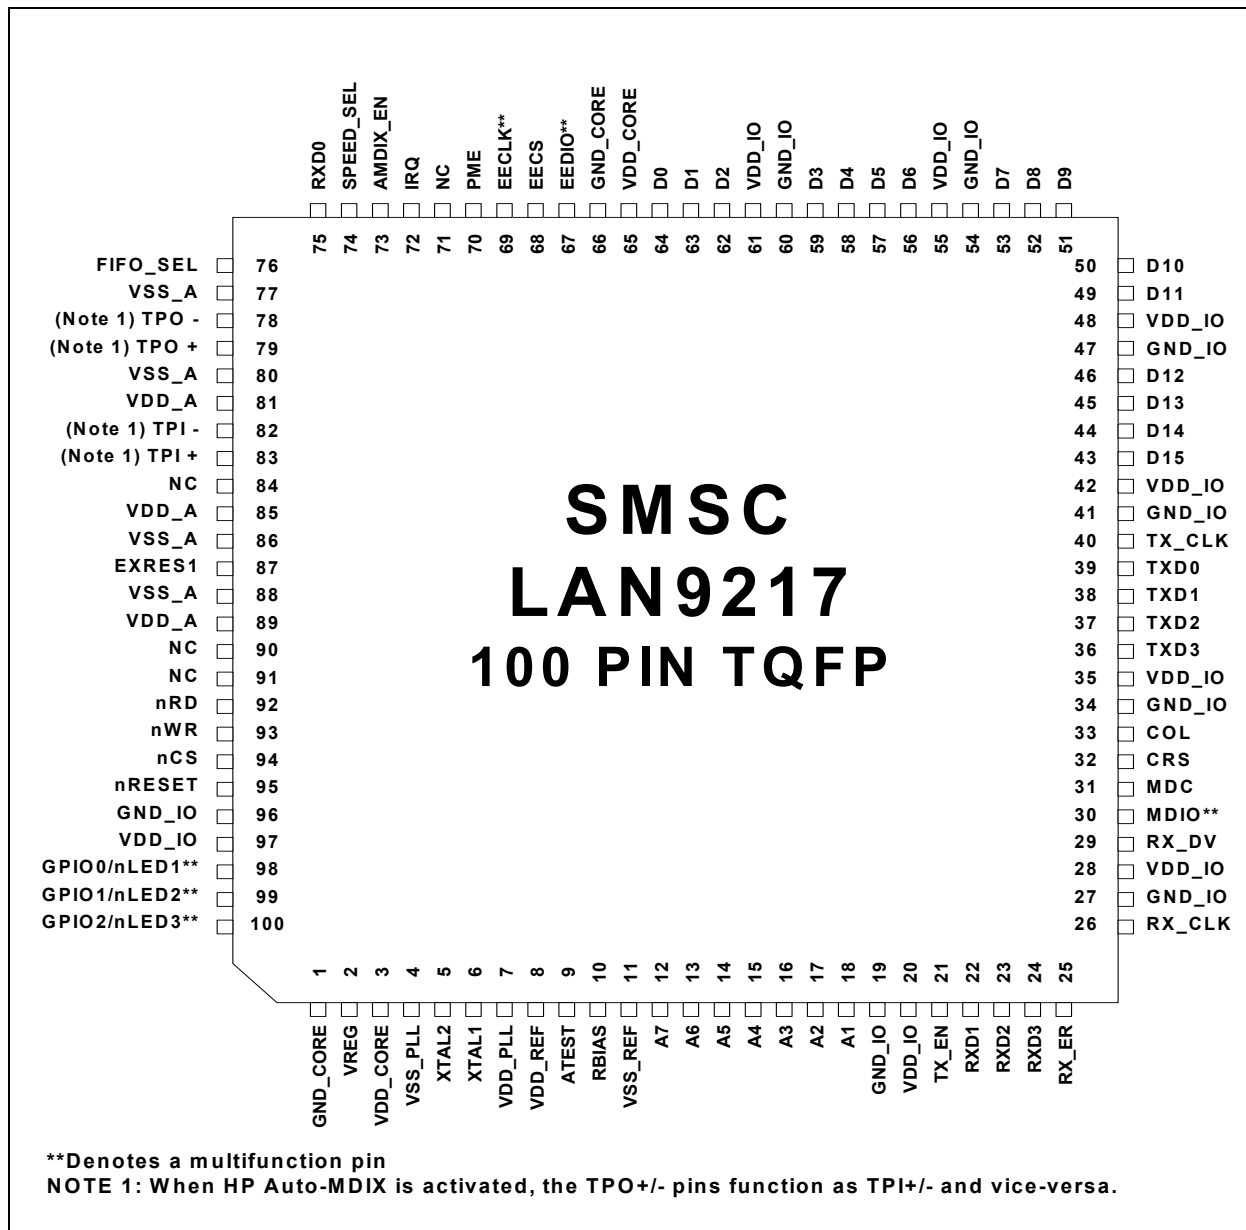 RXD0
SPEED_SEL
AMDIX_EN
IRQ
NC
PME
EECLK**
EECS
EEDIO**
GND_CORE
VDD_CORE
D0
D1
D2
VDD_IO
GND_IO
D3
D4
D5
D6
VDD_IO
GND_IO
D7
D8
D9
75
74
73
72
71
70
69
68
67
66
65
64
63
62
61
60
59
58
57
56
55
54
53
52
51
FIFO_SEL 76
VSS_A 77
(Note 1) TPO - 78
(Note 1) TPO + 79
VSS_A 80
VDD_A 81
(Note 1) TPI - 82
(Note 1) TPI + 83
NC 84
VDD_A 85
VSS_A 86
EXRES1 87
VSS_A 88
VDD_A 89
NC 90
NC 91
nRD 92
nWR 93
nCS 94
nRESET 95
GND_IO 96
VDD_IO 97
GPIO0/nLED1** 98
GPIO1/nLED2** 99
GPIO2/nLED3** 100
SMSC
LAN9217
100 PIN TQFP
50 D10
49 D11
48 VDD_IO
47 GND_IO
46 D12
45 D13
44 D14
43 D15
42 VDD_IO
41 GND_IO
40 TX_CLK
39 TXD0
38 TXD1
37 TXD2
36 TXD3
35 VDD_IO
34 GND_IO
33 COL
32 CRS
31 MDC
30 MDIO**
29 RX_DV
28 VDD_IO
27 GND_IO
26 RX_CLK
1
2
3
4
5
6
7
8
9
10
11
12
13
14
15
16
17
18
19
20
21
22
23
24
25
GND_CORE
VREG
VDD_CORE
VSS_PLL
XTAL2
XTAL1
VDD_PLL
VDD_REF
ATEST
RBIAS
VSS_REF
A7
A6
A5
A4
A3
A2
A1
GND_IO
VDD_IO
TX_EN
RXD1
RXD2
RXD3
RX_ER
**Denotes a multifunction pin
NOTE 1: When HP Auto-MDIX is activated, the TPO+/- pins function as TPI+/- and vice-versa.